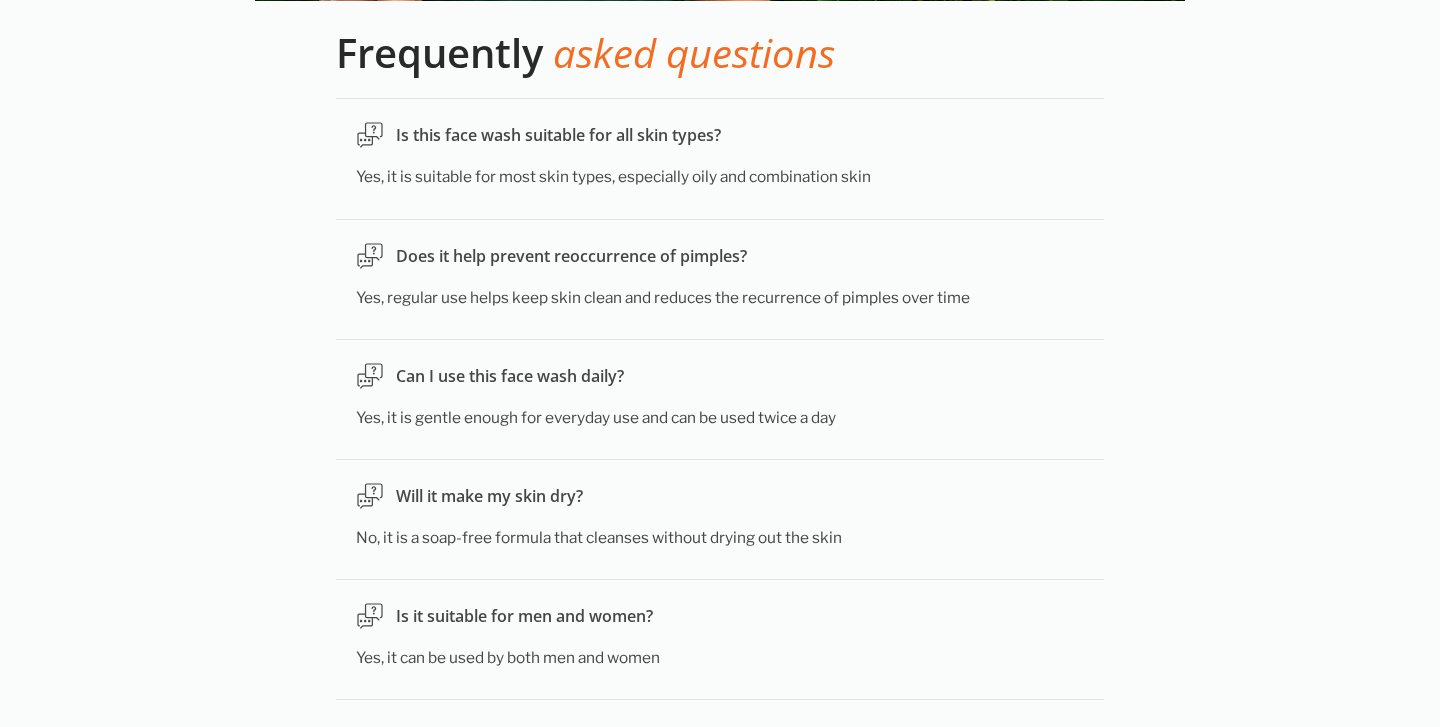 Frequently asked questions
Is this face wash suitable for all skin types?
Yes, it is suitable for most skin types, especially oily and combination skin
Does it help prevent reoccurrence of pimples?
Yes, regular use helps keep skin clean and reduces the recurrence of pimples over time
Can I use this face wash daily?
Yes, it is gentle enough for everyday use and can be used twice a day
Will it make my skin dry?
No, it is a soap-free formula that cleanses without drying out the skin
Is it suitable for men and women?
Yes, it can be used by both men and women